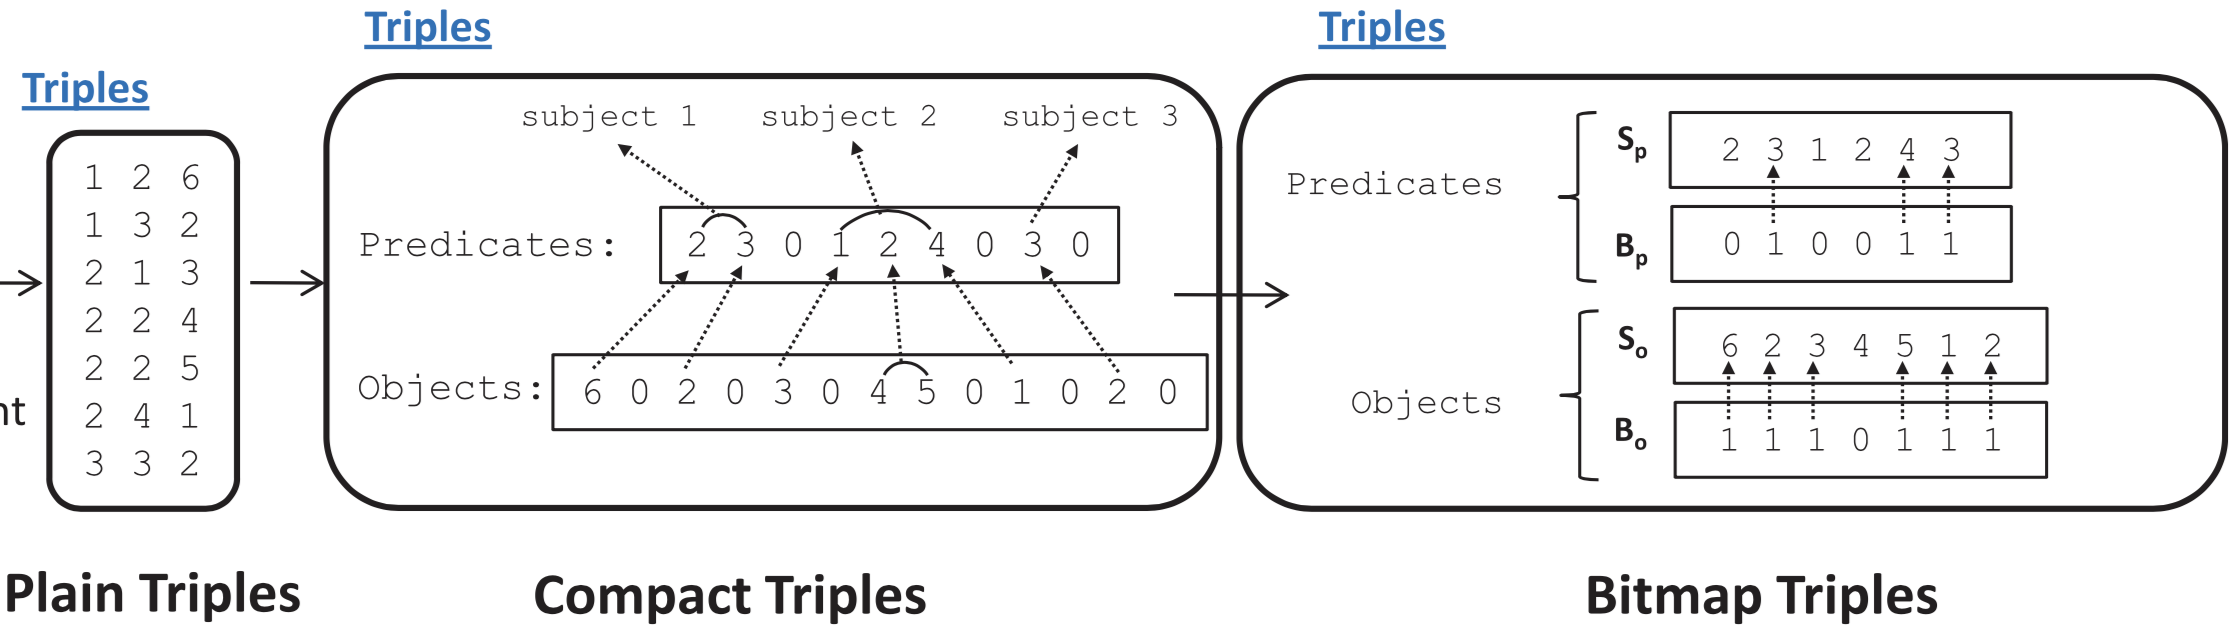 Triples
1 2 6
1 3 2
2 1 3
2 2 4
2 2 5
2 4 1
3 3 2
nt
Plain Triples
Triples
subject 1 subject 2 subject 3
Predicates: 2 3 0 1 2 4 0 3 0
Objects: 6 0 2 0 3 0 4 5 0 1 0 2 0
Compact Triples
Triples
Predicates
Sp 2 3 1 2 4 3
Bp 0 1 0 0 1 1
Objects
So 6 2 3 4 5 1 2
Bo 1 1 1 0 1 1 1
Bitmap Triples